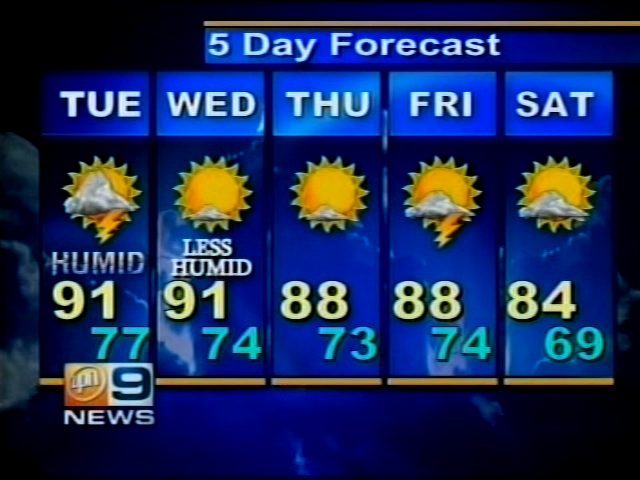 5 Day Forecast
TUE WED THU FRI SAT
HUMID
LESS
HUMID
91 91 88 88 84
77 74 73 74 69
upn 9
NEWS